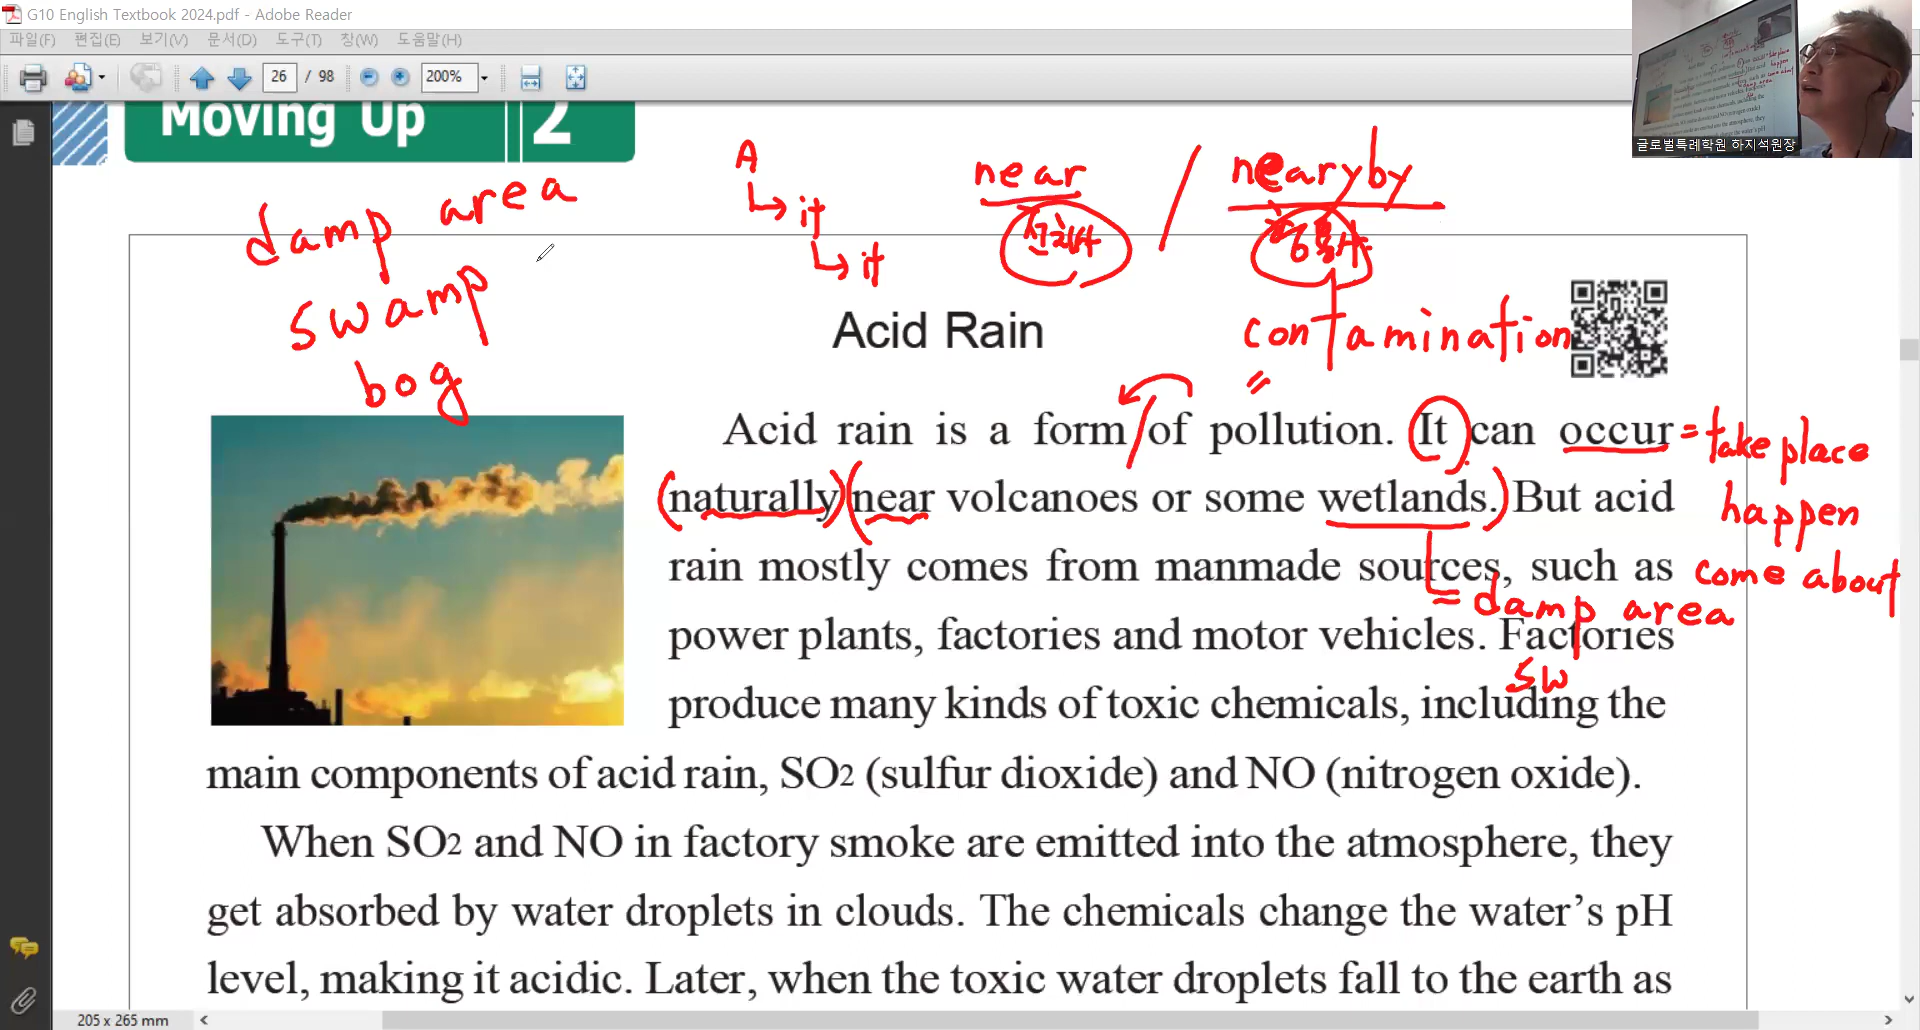 G10 English Textbook 2024.pdf - Adobe Reader
파일(F) 편집(E) 보기(V) 문서(D) 도구(T) 창(W) 도움말(H)
26 / 98 200%
글로벌특례학원 하지석원장
Moving Up 2
damp area
swamp
bog
A
it
it
near / nearby
contamination
=
Acid Rain
Acid rain is a form of pollution. It can occur = take place
naturally near volcanoes or some wetlands. But acid
happen
rain mostly comes from manmade sources, such as
come about
= damp area
power plants, factories and motor vehicles. Factories
sw
produce many kinds of toxic chemicals, including the
main components of acid rain, SO2 (sulfur dioxide) and NO (nitrogen oxide).
When SO2 and NO in factory smoke are emitted into the atmosphere, they
get absorbed by water droplets in clouds. The chemicals change the water's pH
level, making it acidic. Later, when the toxic water droplets fall to the earth as
205 x 265 mm